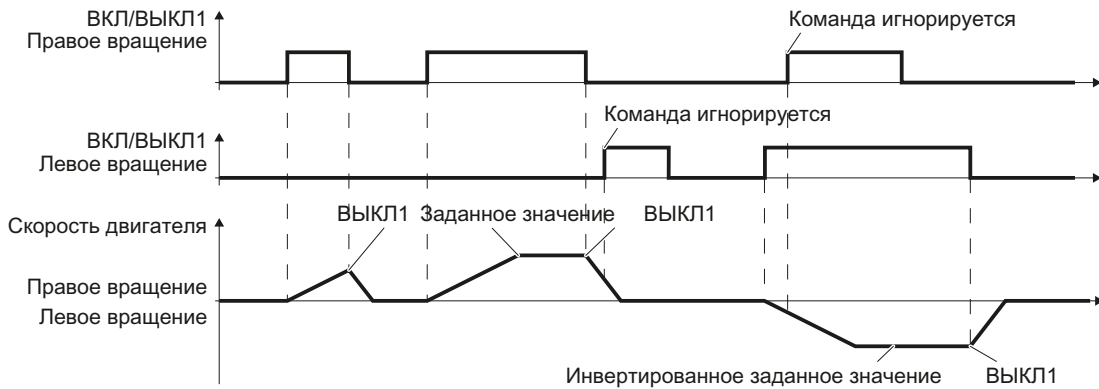 ВКЛ/ВЫКЛ1
Правое вращение
Команда игнорируется
ВКЛ/ВЫКЛ1
Левое вращение
Команда игнорируется
Скорость двигателя
ВЫКЛ1 Заданное значение ВЫКЛ1
Правое вращение
Левое вращение
Инвертированное заданное значение ВЫКЛ1